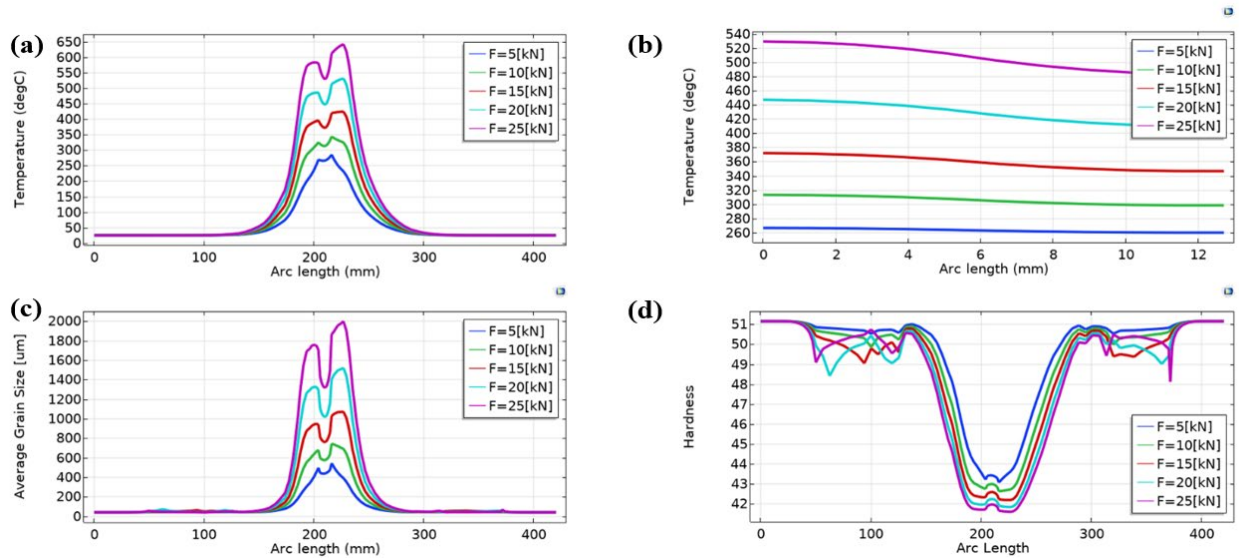 (a)
Temperature (degC)
650
600
550
500
450
400
350
300
250
200
150
100
50
0
F=5[kN]
F=10[kN]
F=15[kN]
F=20[kN]
F=25[kN]
0 100 200 300 400
Arc length (mm)
(b)
Temperature (degC)
540
520
500
480
460
440
420
400
380
360
340
320
300
280
260
F=5[kN]
F=10[kN]
F=15[kN]
F=20[kN]
F=25[kN]
0 2 4 6 8 10 12
Arc length (mm)
(c)
Average Grain Size [um]
2000
1800
1600
1400
1200
1000
800
600
400
200
0
F=5[kN]
F=10[kN]
F=15[kN]
F=20[kN]
F=25[kN]
0 100 200 300 400
Arc length (mm)
(d)
Hardness
51
50
49
48
47
46
45
44
43
42
F=5[kN]
F=10[kN]
F=15[kN]
F=20[kN]
F=25[kN]
0 100 200 300 400
Arc Length